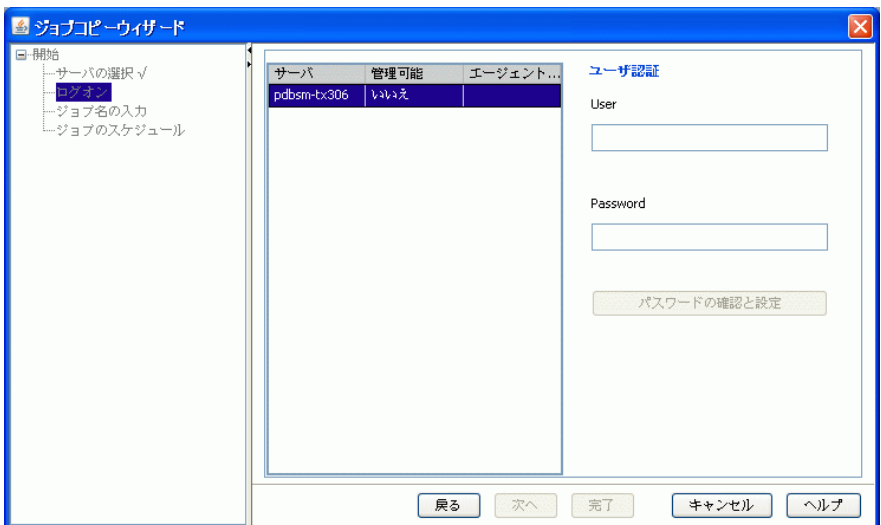 ジョブコピーウィザード
開始
サーバの選択 √
ログオン
ジョブ名の入力
ジョブのスケジュール
サーバ 管理可能 エージェント...
pdbsm-tx306 いいえ
ユーザ認証
User
Password
パスワードの確認と設定
戻る 次へ 完了 キャンセル ヘルプ